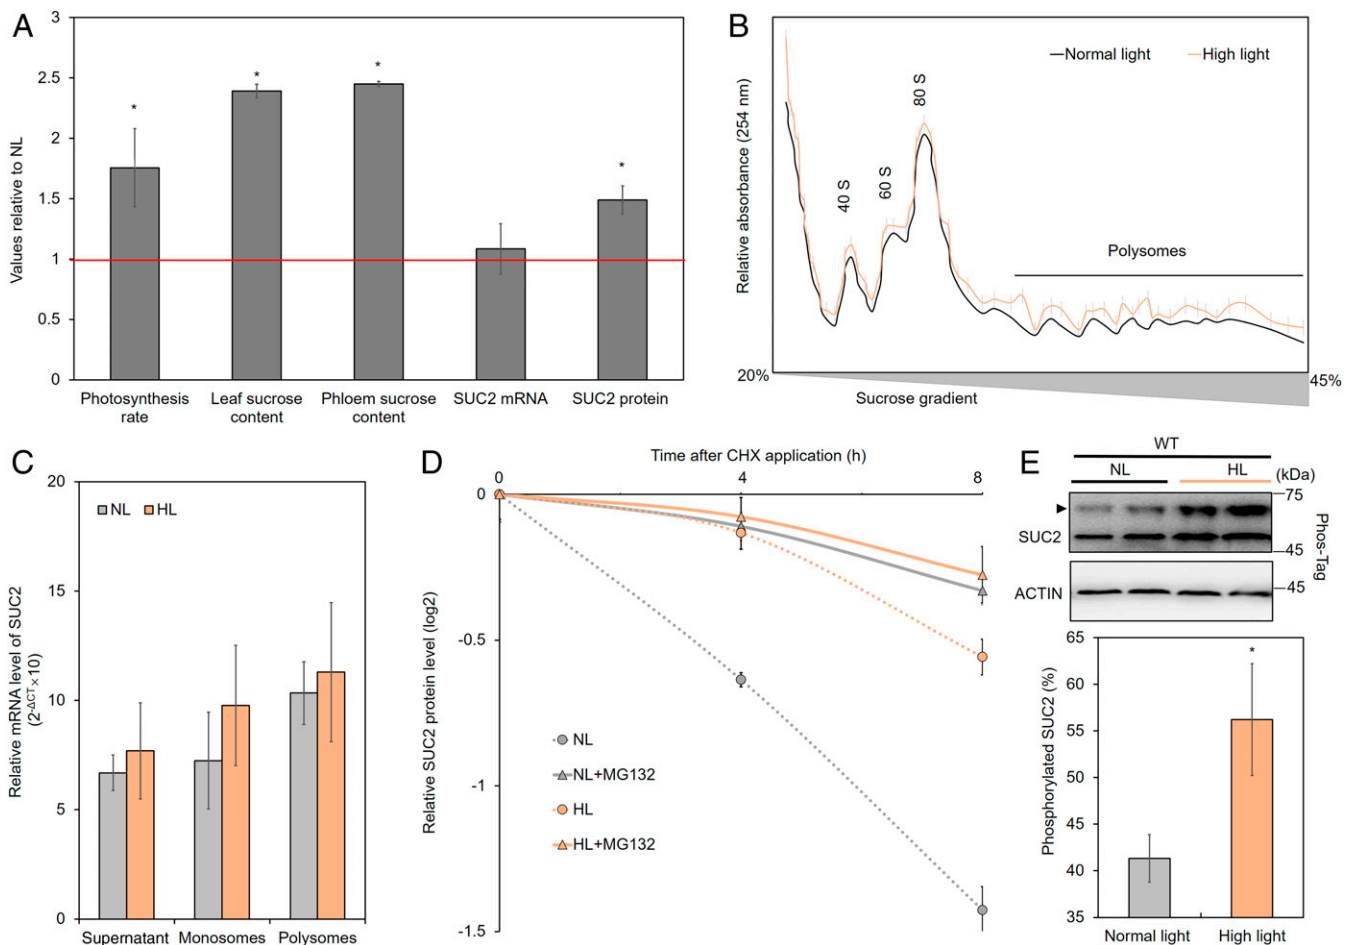 A
Values relative to NL
3
2.5
2
1.5
1
0.5
0
*
*
*
*
Photosynthesis
rate
Leaf sucrose
content
Phloem sucrose
content
SUC2 mRNA
SUC2 protein
B
Relative absorbance (254 nm)
Normal light
High light
40 S
60 S
80 S
Polysomes
20%
45%
Sucrose gradient
C
Relative mRNA level of SUC2
(2-ΔCT×10)
20
15
10
5
0
NL
HL
Supernatant
Monosomes
Polysomes
D
Time after CHX application (h)
0
4
8
Relative SUC2 protein level (log2)
0
-0.5
-1
-1.5
NL
NL+MG132
HL
HL+MG132
E
WT
NL
HL
(kDa)
75
SUC2
45
ACTIN
45
Phos-Tag
Phosphorylated SUC2 (%)
65
60
55
50
45
40
35
*
Normal light
High light